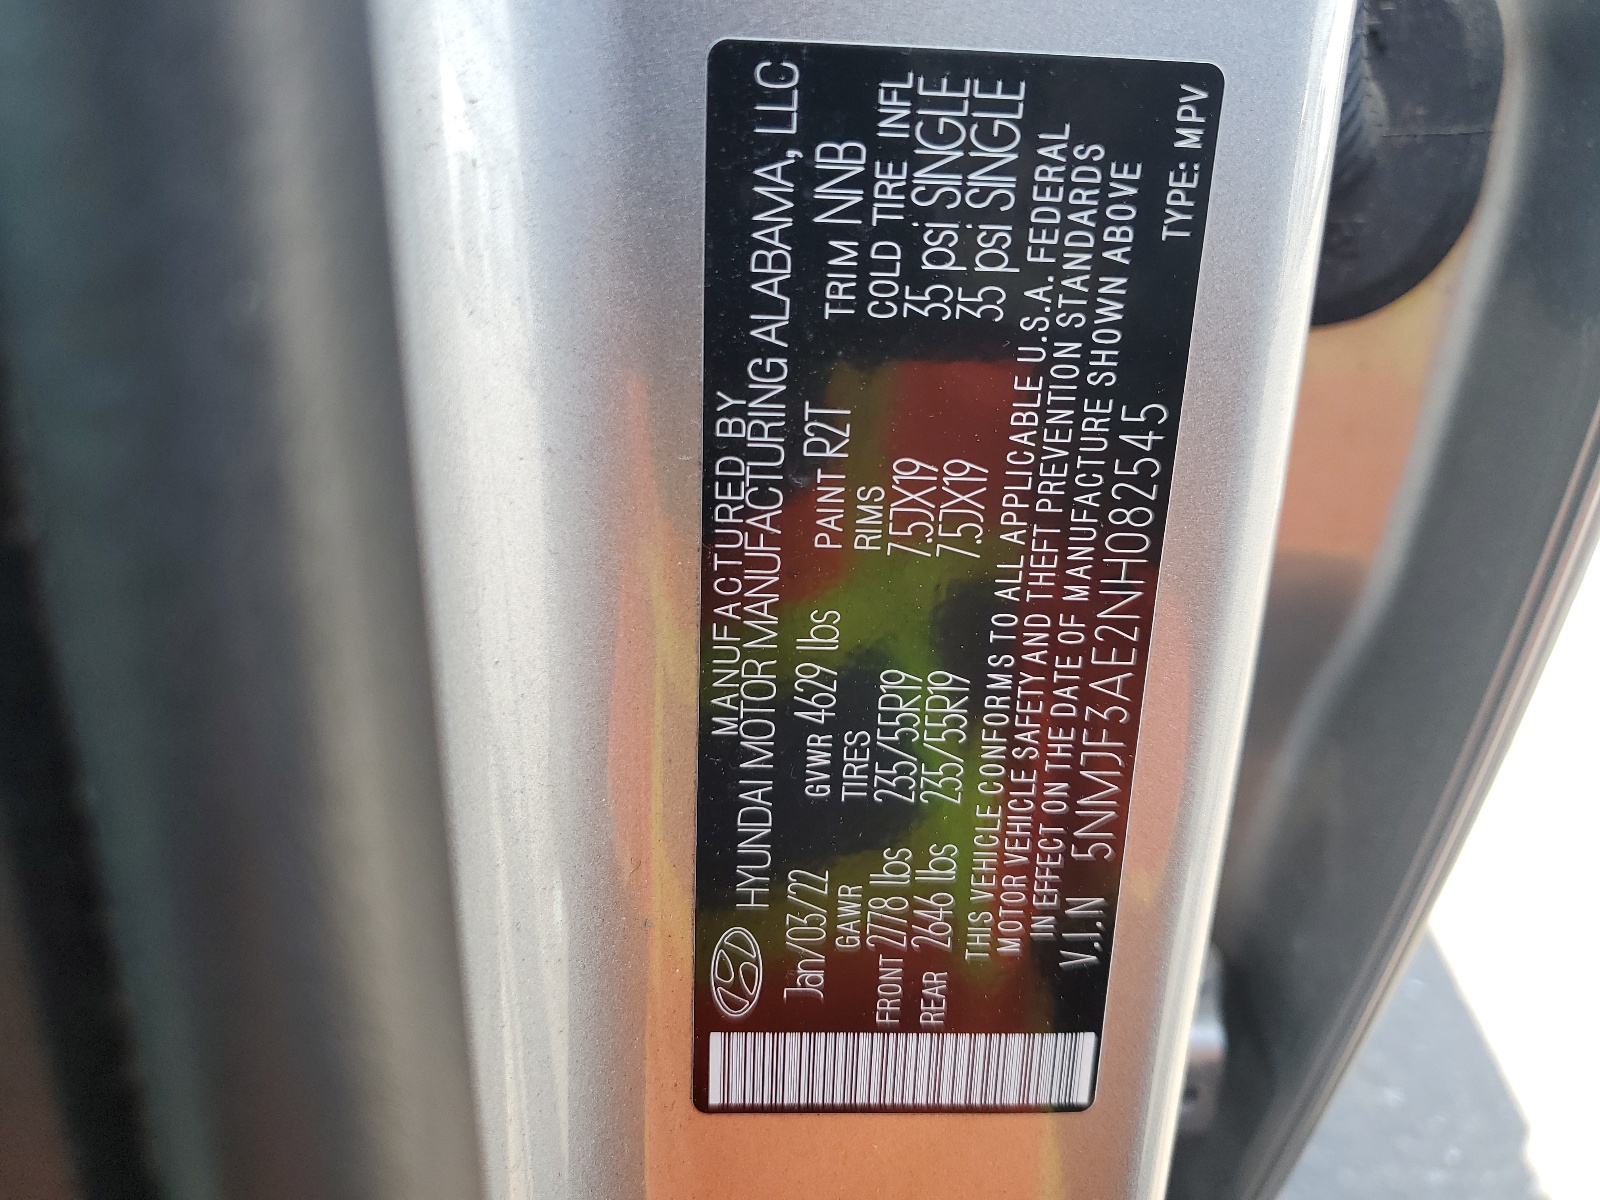 MANUFACTURED BY
HYUNDAI MOTOR MANUFACTURING ALABAMA, LLC
Jan/03/22 GVWR 4629 lbs PAINT R2T TRIM NNB
GAWR TIRES RIMS COLD TIRE INFL
FRONT 2778 lbs 235/55R19 7.5JX19 35 psi SINGLE
REAR 2646 lbs 235/55R19 7.5JX19 35 psi SINGLE
THIS VEHICLE CONFORMS TO ALL APPLICABLE U.S.A. FEDERAL
MOTOR VEHICLE SAFETY AND THEFT PREVENTION STANDARDS
IN EFFECT ON THE DATE OF MANUFACTURE SHOWN ABOVE
V.I.N 5NMJF3AE2NH082545 TYPE: MPV